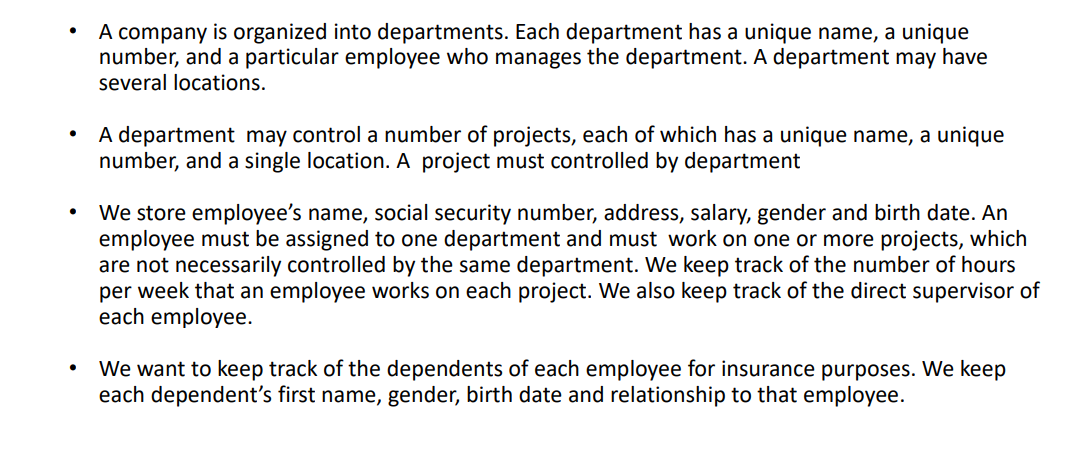 • A company is organized into departments. Each department has a unique name, a unique
number, and a particular employee who manages the department. A department may have
several locations.
• A department  may control a number of projects, each of which has a unique name, a unique
number, and a single location. A  project must controlled by department
• We store employee’s name, social security number, address, salary, gender and birth date. An
employee must be assigned to one department and must  work on one or more projects, which
are not necessarily controlled by the same department. We keep track of the number of hours
per week that an employee works on each project. We also keep track of the direct supervisor of
each employee.
• We want to keep track of the dependents of each employee for insurance purposes. We keep
each dependent’s first name, gender, birth date and relationship to that employee.